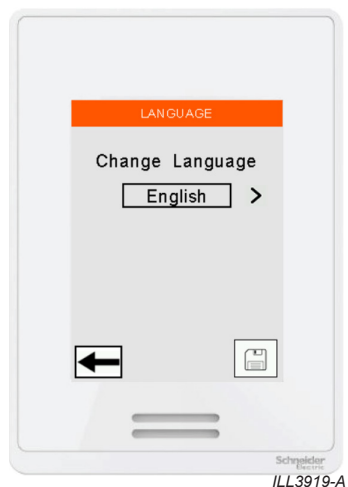 LANGUAGE
Change Language
English >
Schneider
Electric
ILL3919-A